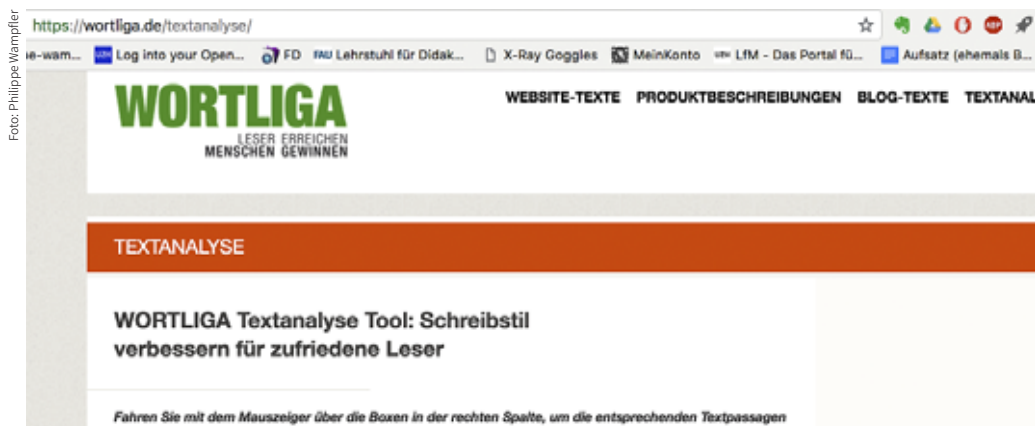 Foto: Philippe Wampfler
https://wortliga.de/textanalyse/
e-wam... Log into your Open... FD FAU Lehrstuhl für Didak... X-Ray Goggles MeinKonto LfM - Das Portal fü... Aufsatz (ehemals B...
WORTLIGA
LESER ERREICHEN
MENSCHEN GEWINNEN
WEBSITE-TEXTE PRODUKTBESCHREIBUNGEN BLOG-TEXTE TEXTANAL
TEXTANALYSE
WORTLIGA Textanalyse Tool: Schreibstil
verbessern für zufriedene Leser
Fahren Sie mit dem Mauszeiger über die Boxen in der rechten Spalte, um die entsprechenden Textpassagen